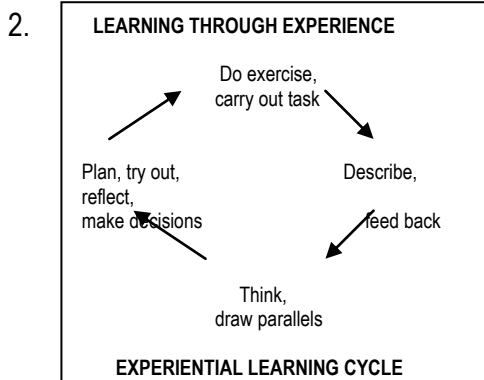 2.
LEARNING THROUGH EXPERIENCE
Do exercise,
carry out task
Plan, try out,
reflect,
make decisions
Describe,
feed back
Think,
draw parallels
EXPERIENTIAL LEARNING CYCLE